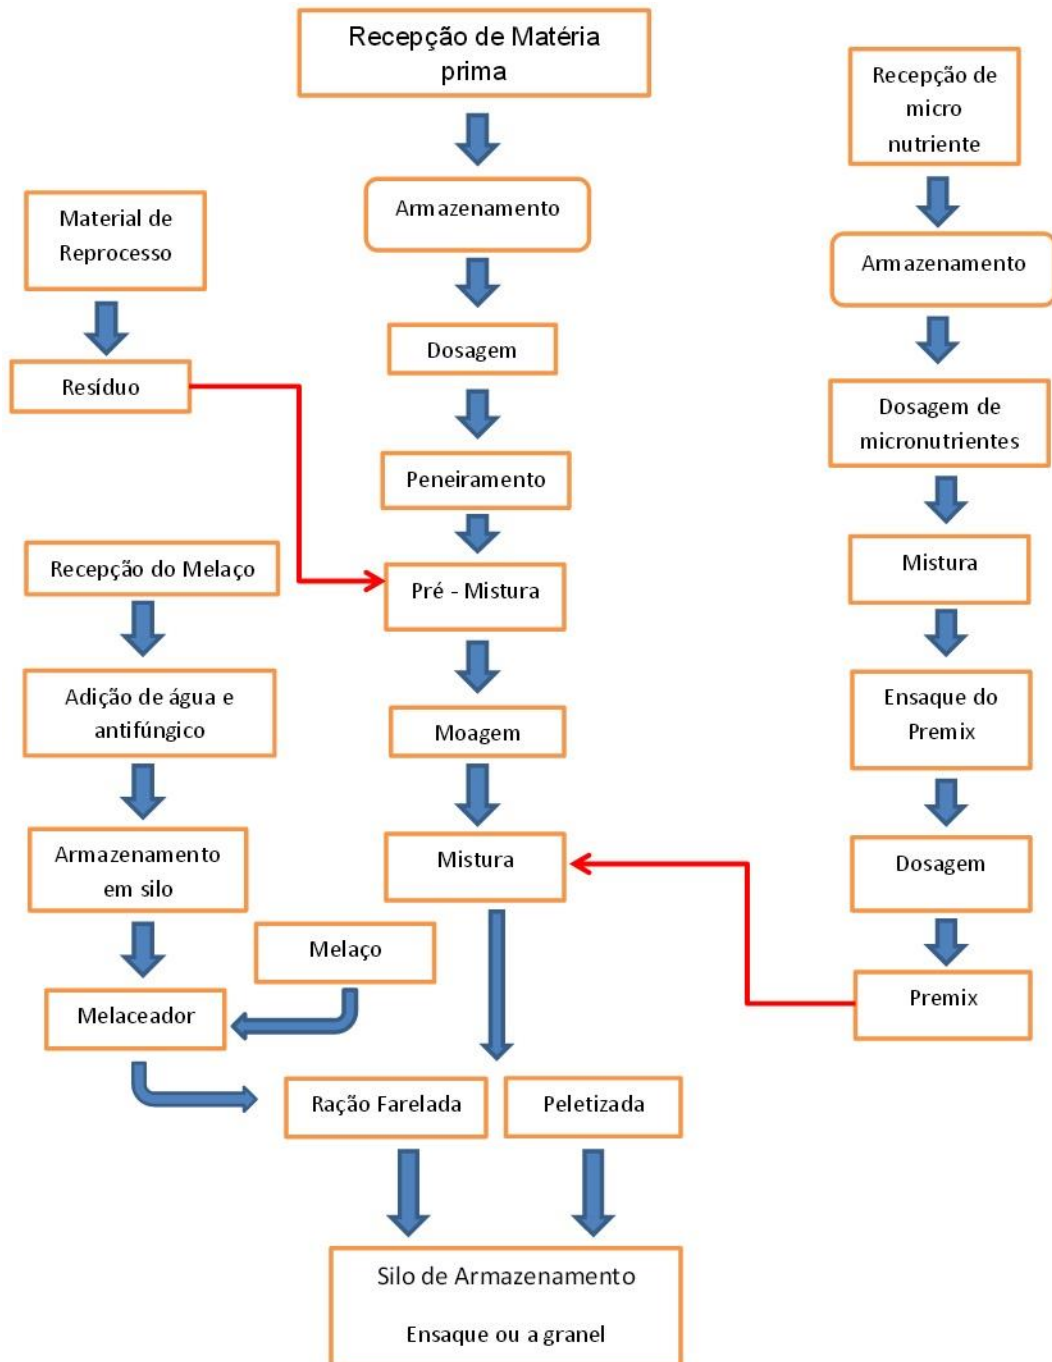 Recepção de Matéria
prima
Recepção de
micro
nutriente
Armazenamento
Material de
Reprocesso
Armazenamento
Dosagem
Resíduo
Dosagem de
micronutrientes
Peneiramento
Recepção do Melaço
Pré - Mistura
Mistura
Adição de água e
antifúngico
Moagem
Ensaque do
Premix
Armazenamento
em silo
Mistura
Dosagem
Melaço
Melaceador
Premix
Ração Farelada
Peletizada
Silo de Armazenamento
Ensaque ou a granel